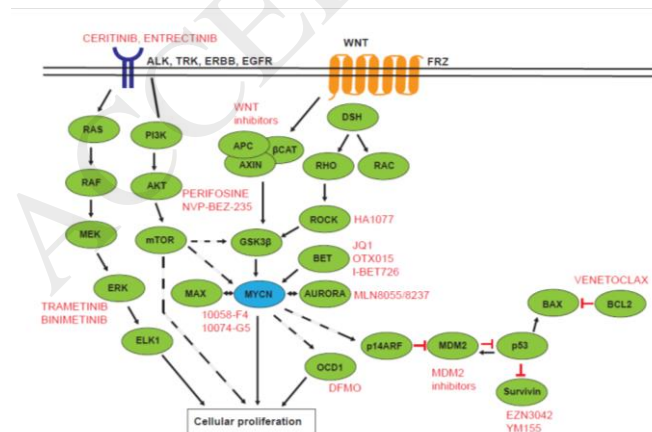 CERITINIB, ENTRECTINIB
WNT
ALK, TRK, ERBB, EGFR
FRZ
WNT
inhibitors
DSH
RAS
PI3K
APC
βCAT
AXIN
RHO
RAC
RAF
AKT
PERIFOSINE
NVP-BEZ-235
ROCK
HA1077
MEK
mTOR
GSK3β
BET
JQ1
OTX015
I-BET726
VENETOCLAX
ERK
MAX
MYCN
AURORA
MLN8055/8237
BAX
BCL2
TRAMETINIB
BINIMETINIB
10058-F4
10074-G5
ELK1
p14ARF
MDM2
p53
OCD1
DFMO
MDM2
inhibitors
Survivin
EZN3042
YM155
Cellular proliferation